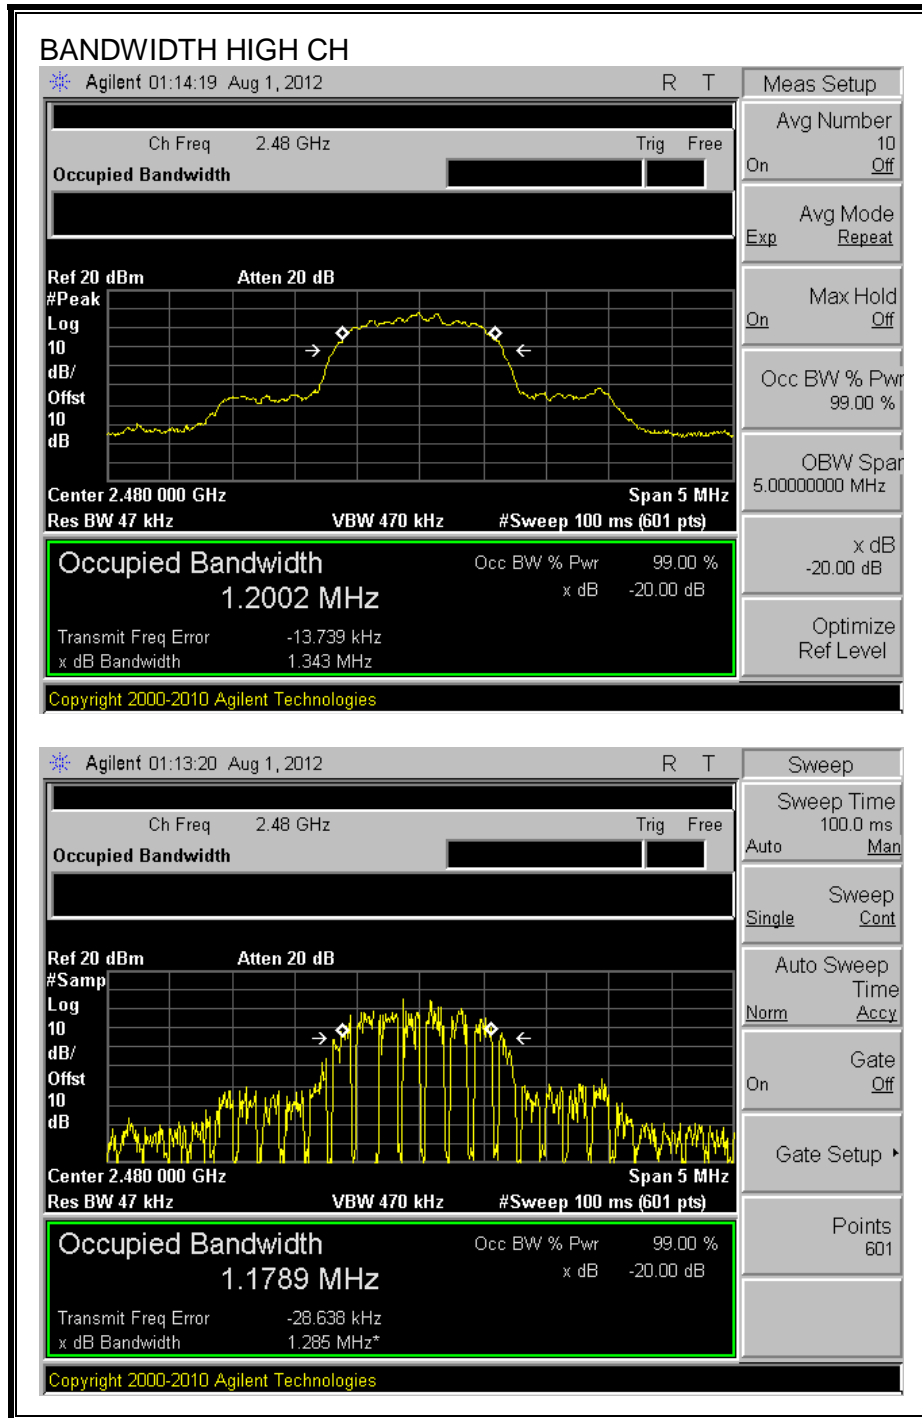 BANDWIDTH HIGH CH
Agilent 01:14:19 Aug 1, 2012 R T
Meas Setup
Ch Freq 2.48 GHz Trig Free
Occupied Bandwidth
Avg Number
10
On Off
Avg Mode
Exp Repeat
Max Hold
On Off
Occ BW % Pwr
99.00 %
OBW Span
5.00000000 MHz
x dB
-20.00 dB
Optimize
Ref Level
Ref 20 dBm Atten 20 dB
#Peak
Log
10
dB/
Offst
10
dB
Center 2.480 000 GHz Span 5 MHz
Res BW 47 kHz VBW 470 kHz #Sweep 100 ms (601 pts)
Occupied Bandwidth Occ BW % Pwr 99.00 %
1.2002 MHz x dB -20.00 dB
Transmit Freq Error -13.739 kHz
x dB Bandwidth 1.343 MHz
Copyright 2000-2010 Agilent Technologies
Agilent 01:13:20 Aug 1, 2012 R T
Sweep
Ch Freq 2.48 GHz Trig Free
Occupied Bandwidth
Sweep Time
100.0 ms
Auto Man
Sweep
Single Cont
Auto Sweep
Time
Norm Accy
Gate
On Off
Gate Setup
Points
601
Ref 20 dBm Atten 20 dB
#Samp
Log
10
dB/
Offst
10
dB
Center 2.480 000 GHz Span 5 MHz
Res BW 47 kHz VBW 470 kHz #Sweep 100 ms (601 pts)
Occupied Bandwidth Occ BW % Pwr 99.00 %
1.1789 MHz x dB -20.00 dB
Transmit Freq Error -28.638 kHz
x dB Bandwidth 1.285 MHz*
Copyright 2000-2010 Agilent Technologies